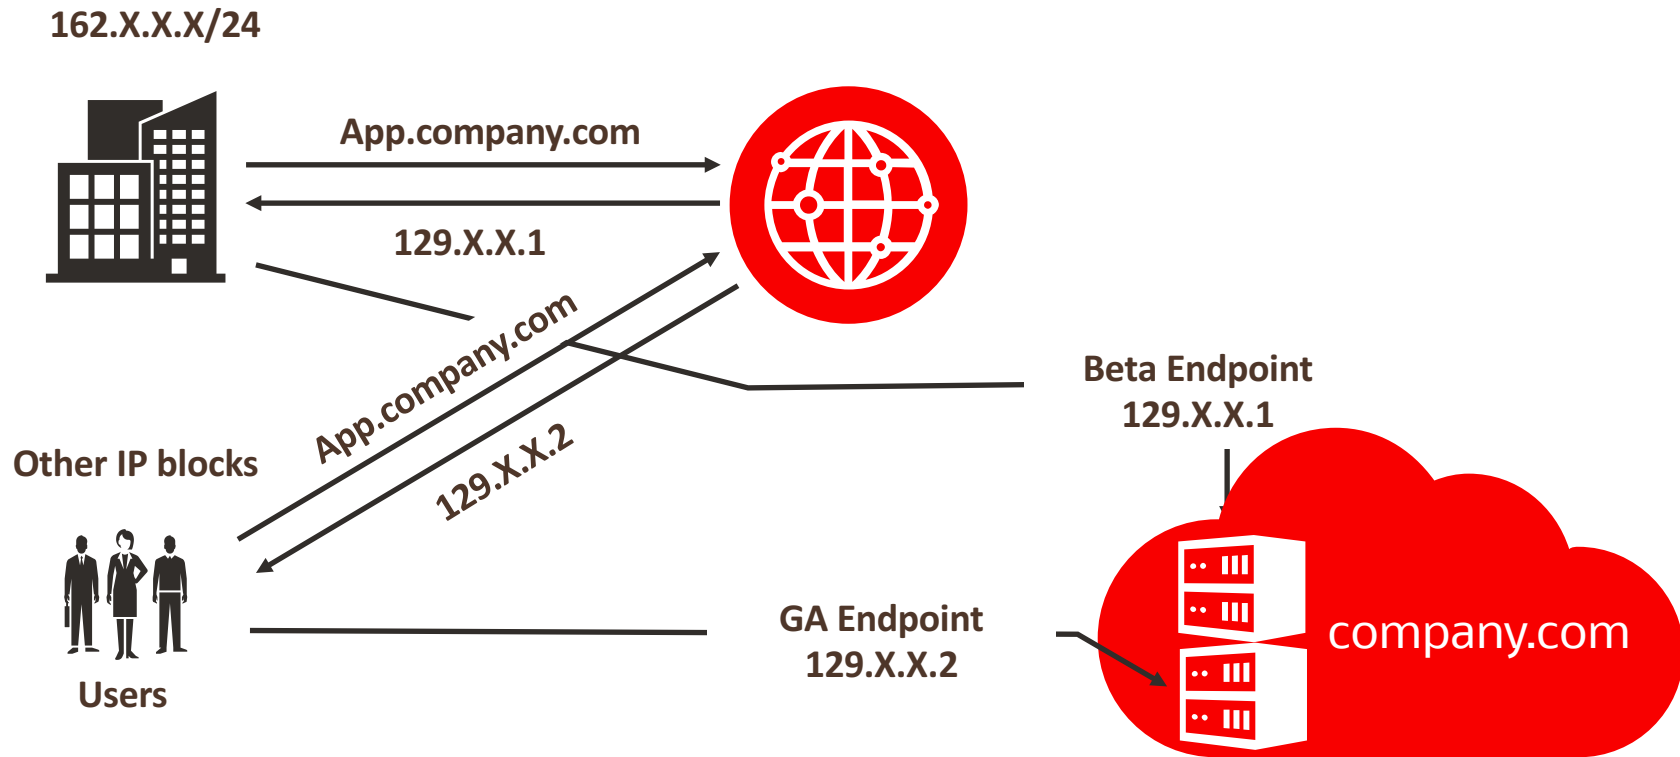 162.X.X.X/24
App.company.com
129.X.X.1
App.company.com
129.X.X.2
Other IP blocks
Users
Beta Endpoint
129.X.X.1
GA Endpoint
129.X.X.2
company.com